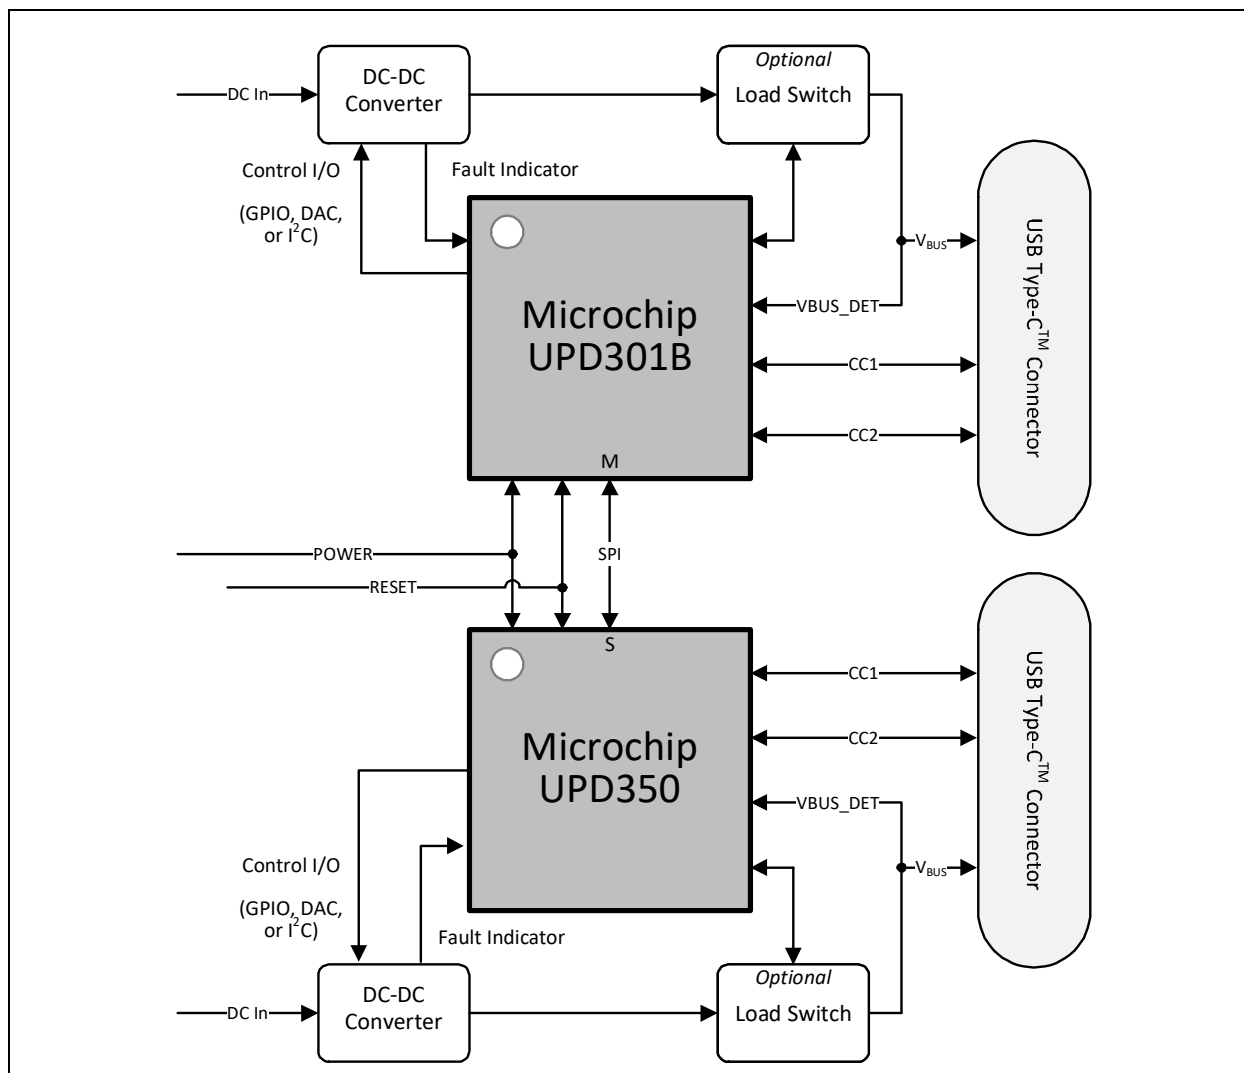 DC In
DC-DC
Converter
Optional
Load Switch
Control I/O
(GPIO, DAC,
or I²C)
Fault Indicator
Microchip
UPD301B
M
V_BUS
VBUS_DET
CC1
CC2
USB Type-C™ Connector
POWER
RESET
SPI
S
Microchip
UPD350
CC1
CC2
VBUS_DET
V_BUS
USB Type-C™ Connector
Control I/O
(GPIO, DAC,
or I²C)
Fault Indicator
DC In
DC-DC
Converter
Optional
Load Switch